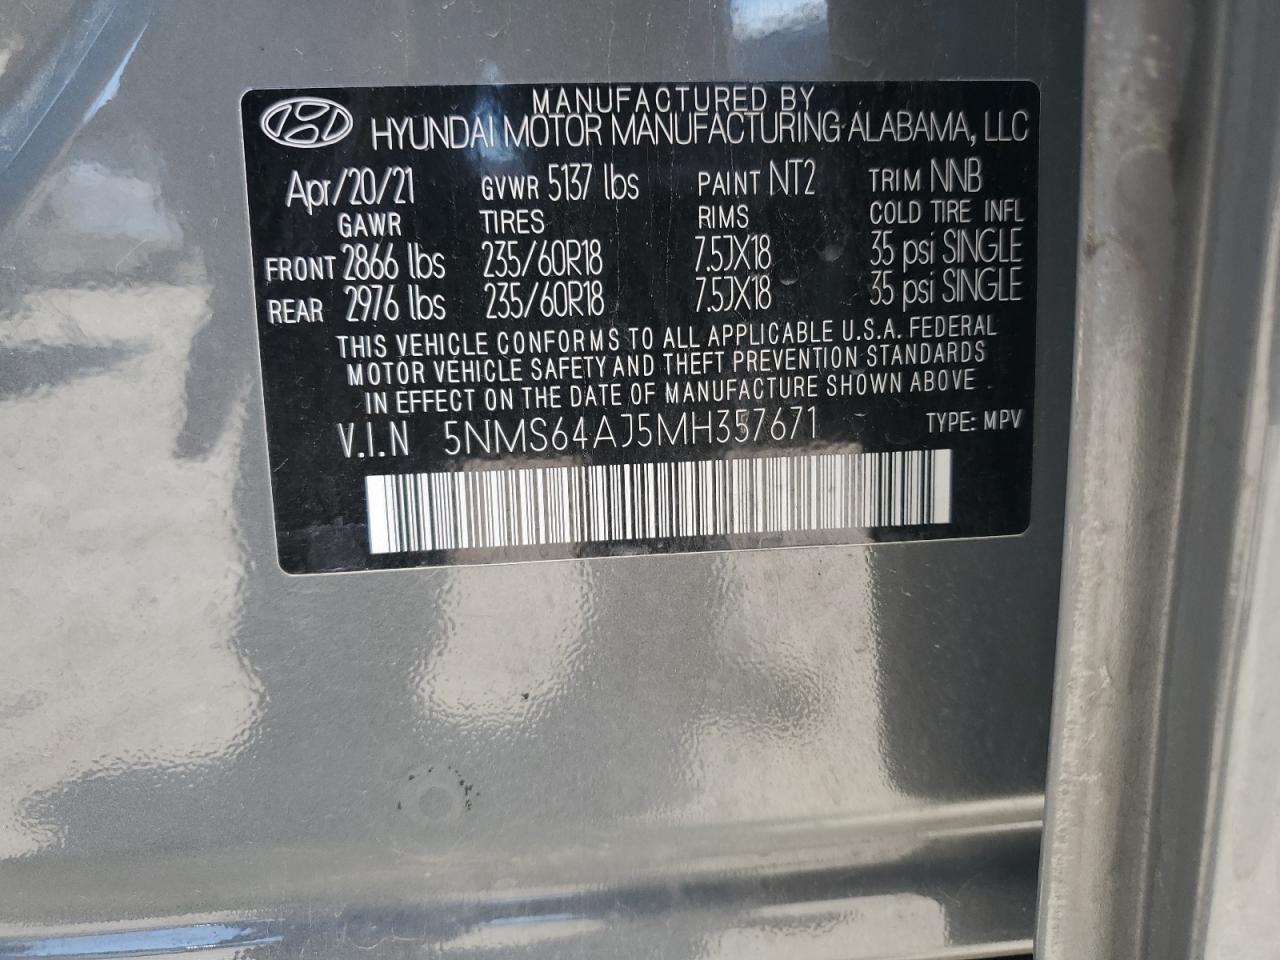 MANUFACTURED BY
HYUNDAI MOTOR MANUFACTURING ALABAMA, LLC
Apr/20/21 GVWR 5137 lbs PAINT NT2 TRIM NNB
GAWR TIRES RIMS COLD TIRE INFL
FRONT 2866 lbs 235/60R18 7.5JX18 35 psi SINGLE
REAR 2976 lbs 235/60R18 7.5JX18 35 psi SINGLE
THIS VEHICLE CONFORMS TO ALL APPLICABLE U.S.A. FEDERAL
MOTOR VEHICLE SAFETY AND THEFT PREVENTION STANDARDS
IN EFFECT ON THE DATE OF MANUFACTURE SHOWN ABOVE.
V.I.N 5NMS64AJ5MH357671 TYPE: MPV